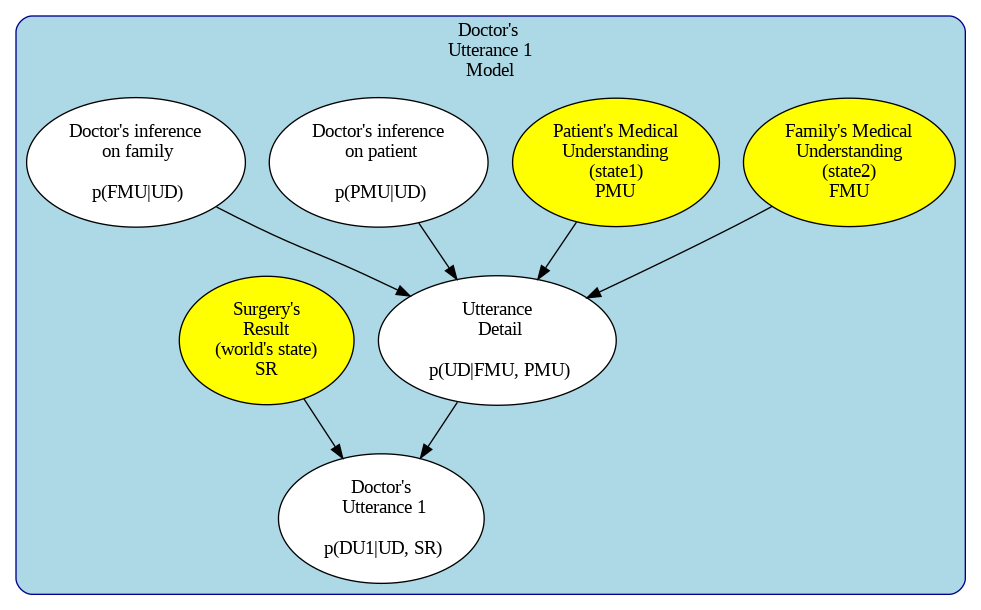 Doctor's
Utterance 1
Model
Doctor's inference
on family
p(FMU|UD)
Doctor's inference
on patient
p(PMU|UD)
Patient's Medical
Understanding
(state1)
PMU
Family's Medical
Understanding
(state2)
FMU
Surgery's
Result
(world's state)
SR
Utterance
Detail
p(UD|FMU, PMU)
Doctor's
Utterance 1
p(DU1|UD, SR)